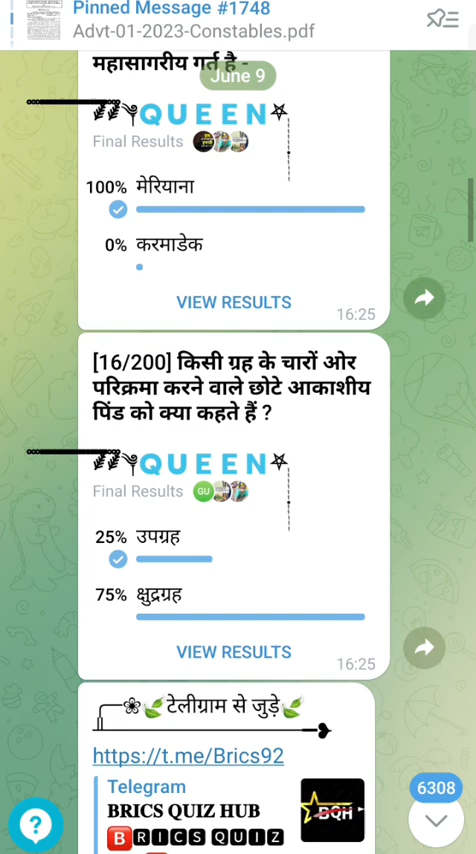 Pinned Message #1748
Advt-01-2023-Constables.pdf
महासागरीय गर्त है -
June 9
QUEEN
Final Results
100% मेरियाना
0% करमाडेक
VIEW RESULTS
16:25
[16/200] किसी ग्रह के चारों ओर
परिक्रमा करने वाले छोटे आकाशीय
पिंड को क्या कहते हैं ?
QUEEN
Final Results GU
25% उपग्रह
75% क्षुद्रग्रह
VIEW RESULTS
16:25
टेलीग्राम से जुड़े
https://t.me/Brics92
Telegram
BRICS QUIZ HUB
BQH
BRICS QUIZ
6308
?